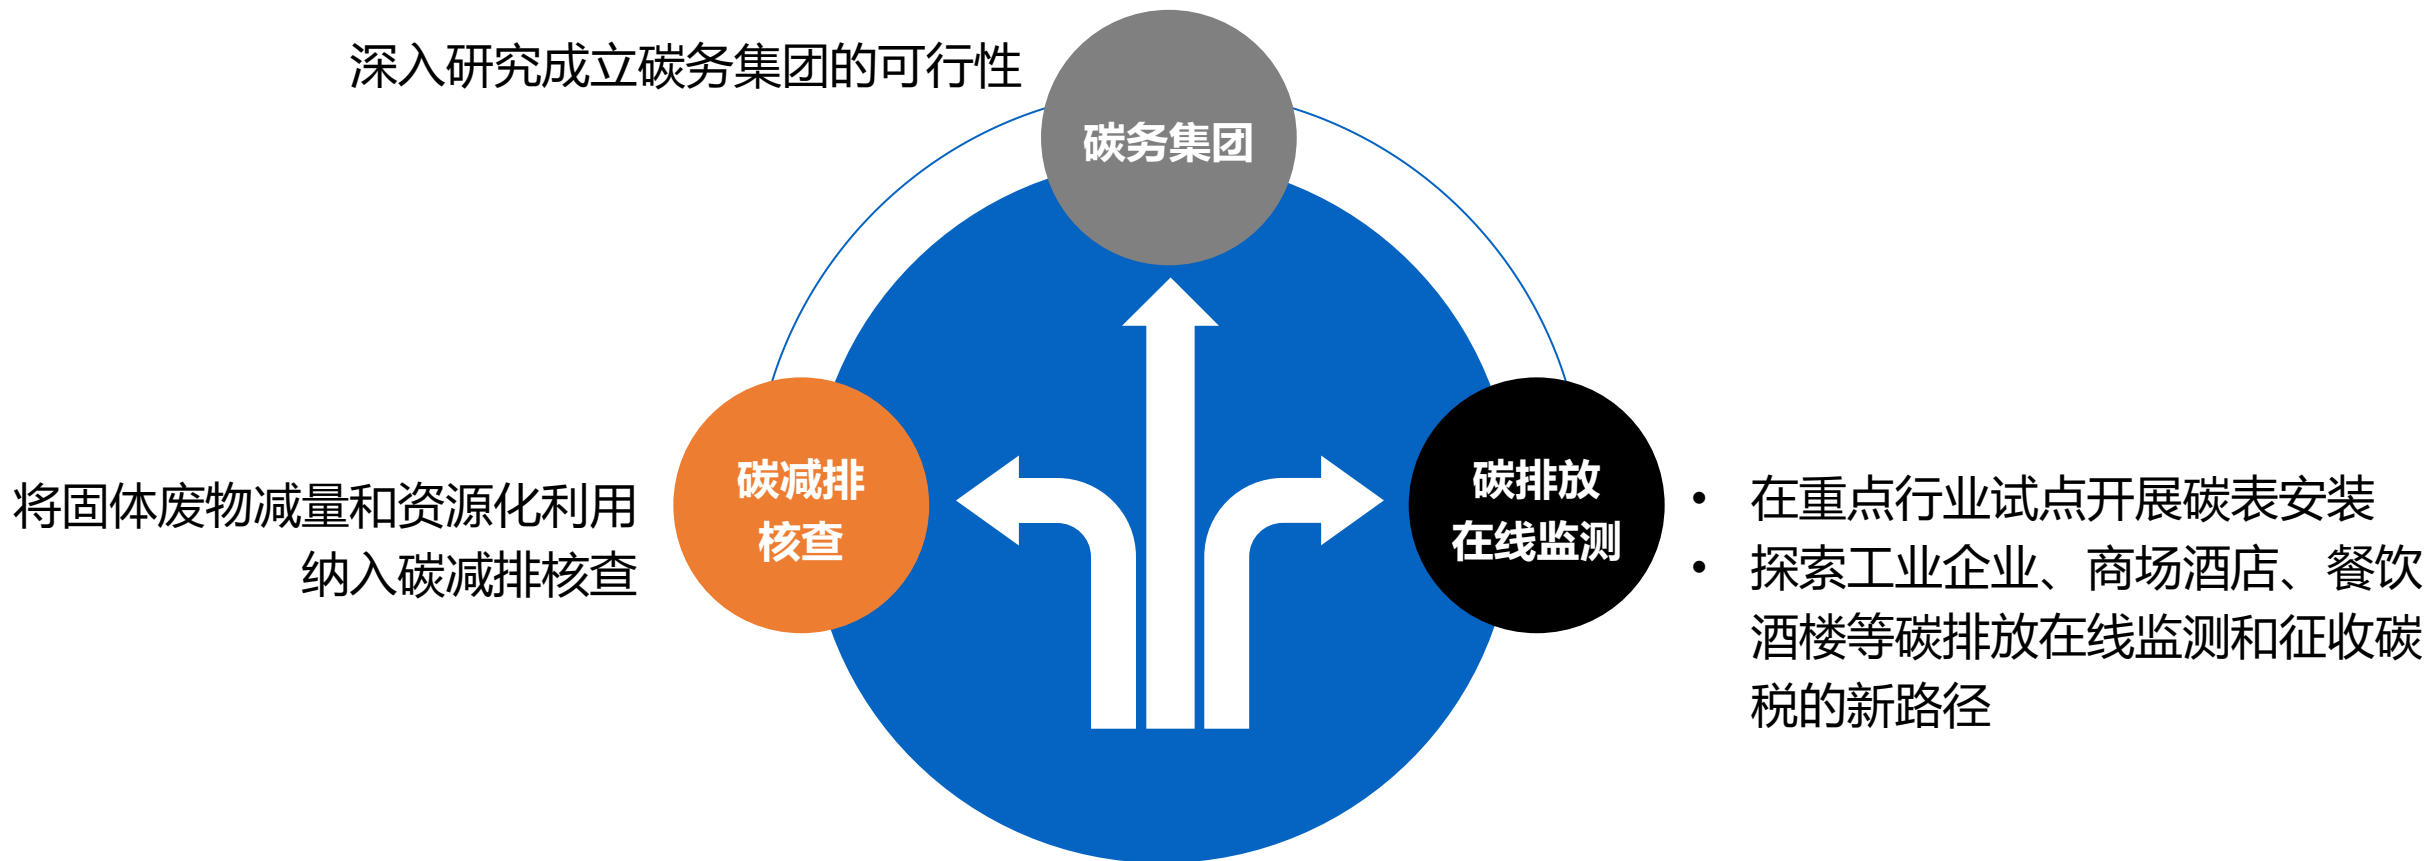 深入研究成立碳务集团的可行性
碳务集团
碳减排
核查
将固体废物减量和资源化利用
纳入碳减排核查
碳排放
在线监测
• 在重点行业试点开展碳表安装
• 探索工业企业、商场酒店、餐饮
酒楼等碳排放在线监测和征收碳
税的新路径